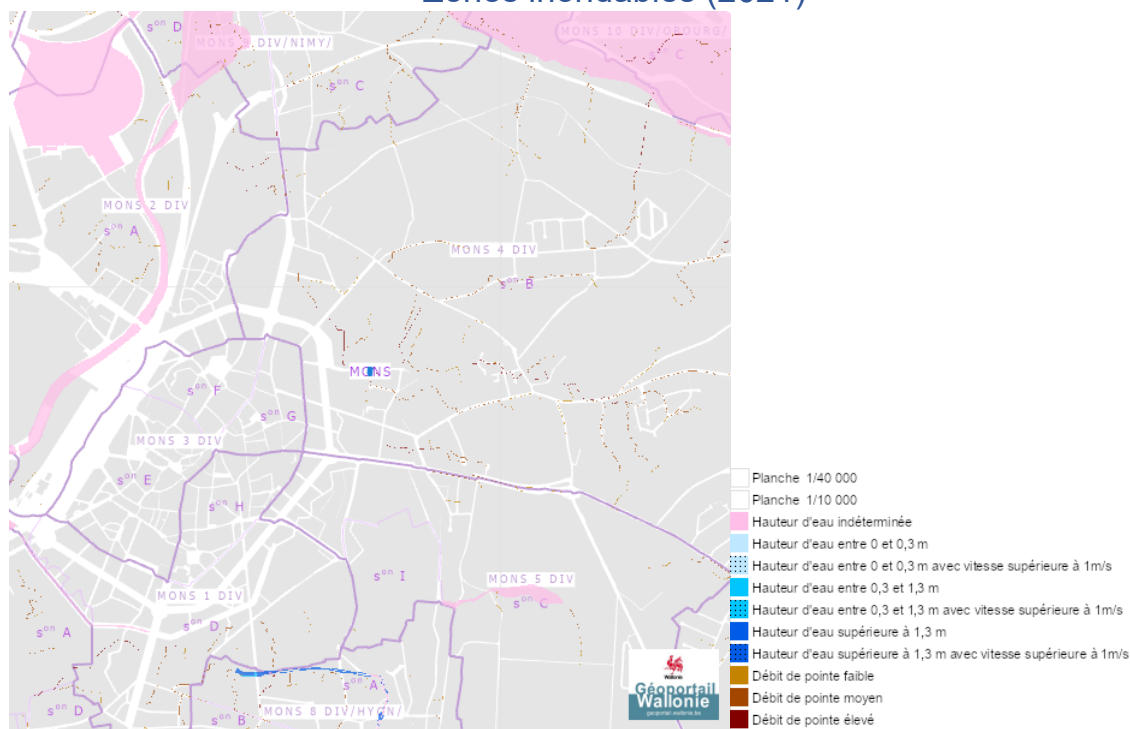 Zones inondables (2021)
sᵒⁿ D
MONS 9 DIV/NIMY/
MONS 10 DIV/OBOURG/
sᵒⁿ C
sᵒⁿ C
MONS 2 DIV
sᵒⁿ A
MONS 4 DIV
sᵒⁿ B
MONS
sᵒⁿ F
sᵒⁿ G
MONS 3 DIV
sᵒⁿ E
sᵒⁿ H
sᵒⁿ I
MONS 5 DIV
sᵒⁿ C
MONS 1 DIV
sᵒⁿ A
sᵒⁿ D
sᵒⁿ A
sᵒⁿ D
sᵒⁿ B
MONS 8 DIV/HYON/
Wallonie
Géoportail
Wallonie
geoportail.wallonie.be
Planche 1/40 000
Planche 1/10 000
Hauteur d'eau indéterminée
Hauteur d'eau entre 0 et 0,3 m
Hauteur d'eau entre 0 et 0,3 m avec vitesse supérieure à 1m/s
Hauteur d'eau entre 0,3 et 1,3 m
Hauteur d'eau entre 0,3 et 1,3 m avec vitesse supérieure à 1m/s
Hauteur d'eau supérieure à 1,3 m
Hauteur d'eau supérieure à 1,3 m avec vitesse supérieure à 1m/s
Débit de pointe faible
Débit de pointe moyen
Débit de pointe élevé